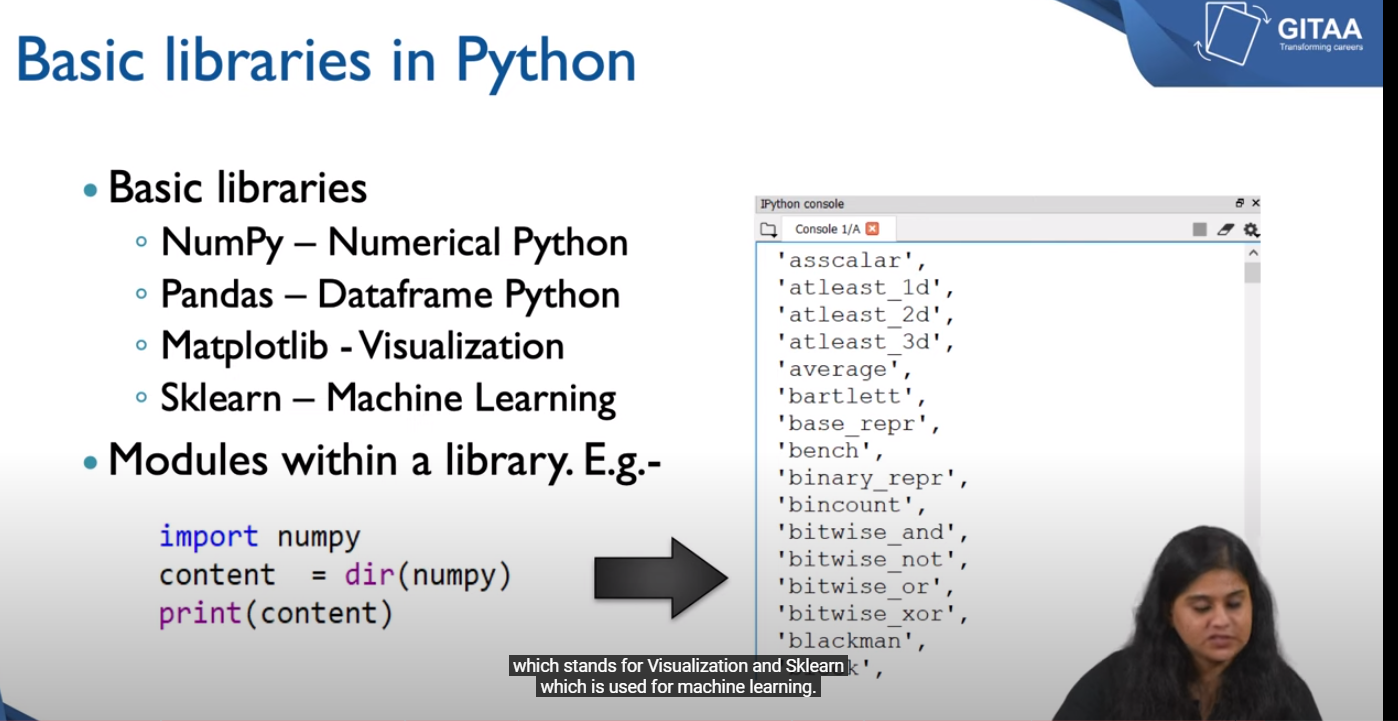 Basic libraries in Python
GITAA
Transforming careers
• Basic libraries
◦ NumPy – Numerical Python
◦ Pandas – Dataframe Python
◦ Matplotlib - Visualization
◦ Sklearn – Machine Learning
• Modules within a library. E.g.-
import numpy
content = dir(numpy)
print(content)
IPython console
Console 1/A
'asscalar',
'atleast_1d',
'atleast_2d',
'atleast_3d',
'average',
'bartlett',
'base_repr',
'bench',
'binary_repr',
'bincount',
'bitwise_and',
'bitwise_not',
'bitwise_or',
'bitwise_xor',
'blackman',
which stands for Visualization and Sklearn
which is used for machine learning.